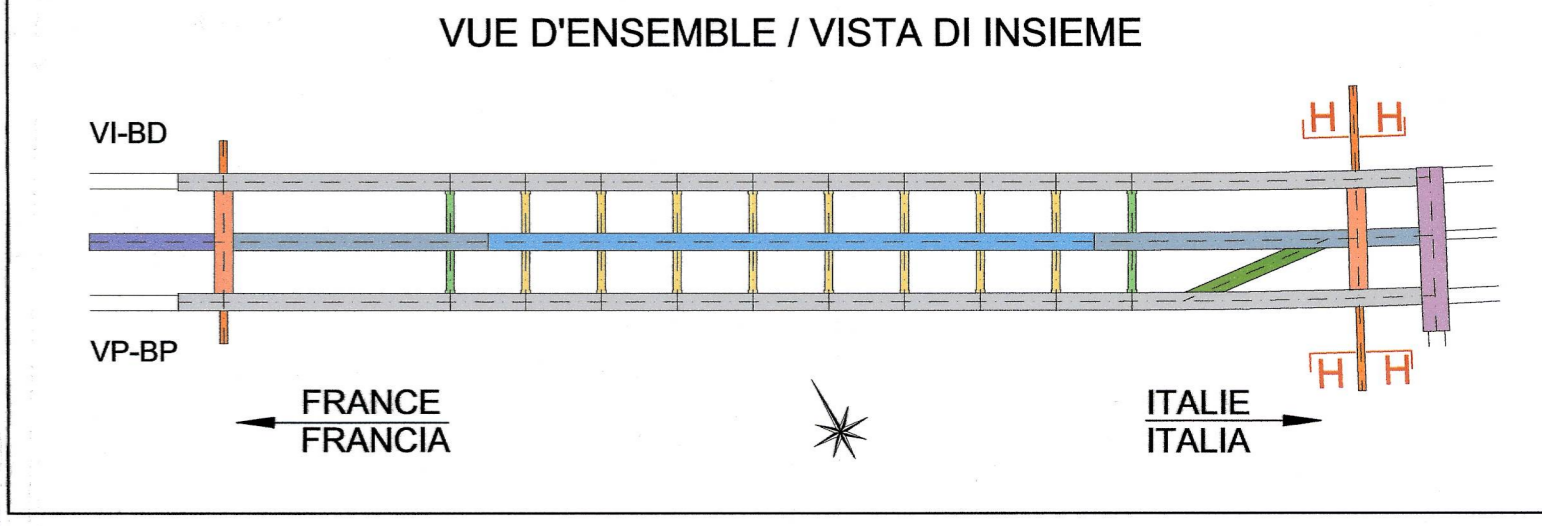 VUE D'ENSEMBLE / VISTA DI INSIEME
H H
VI-BD
VP-BP
H H
FRANCE
FRANCIA
ITALIE
ITALIA